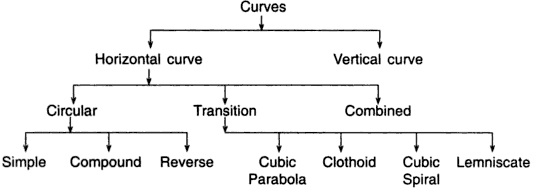 Curves
Horizontal curve Vertical curve
Circular Transition Combined
Simple Compound Reverse Cubic Clothoid Cubic Lemniscate
Parabola Spiral